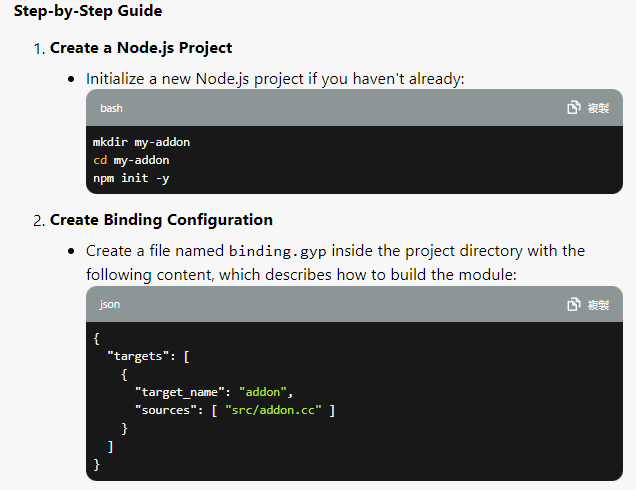 Step-by-Step Guide
1. Create a Node.js Project
• Initialize a new Node.js project if you haven't already:
bash 複製
mkdir my-addon
cd my-addon
npm init -y
2. Create Binding Configuration
• Create a file named binding.gyp inside the project directory with the
following content, which describes how to build the module:
json 複製
{
  "targets": [
    {
      "target_name": "addon",
      "sources": [ "src/addon.cc" ]
    }
  ]
}